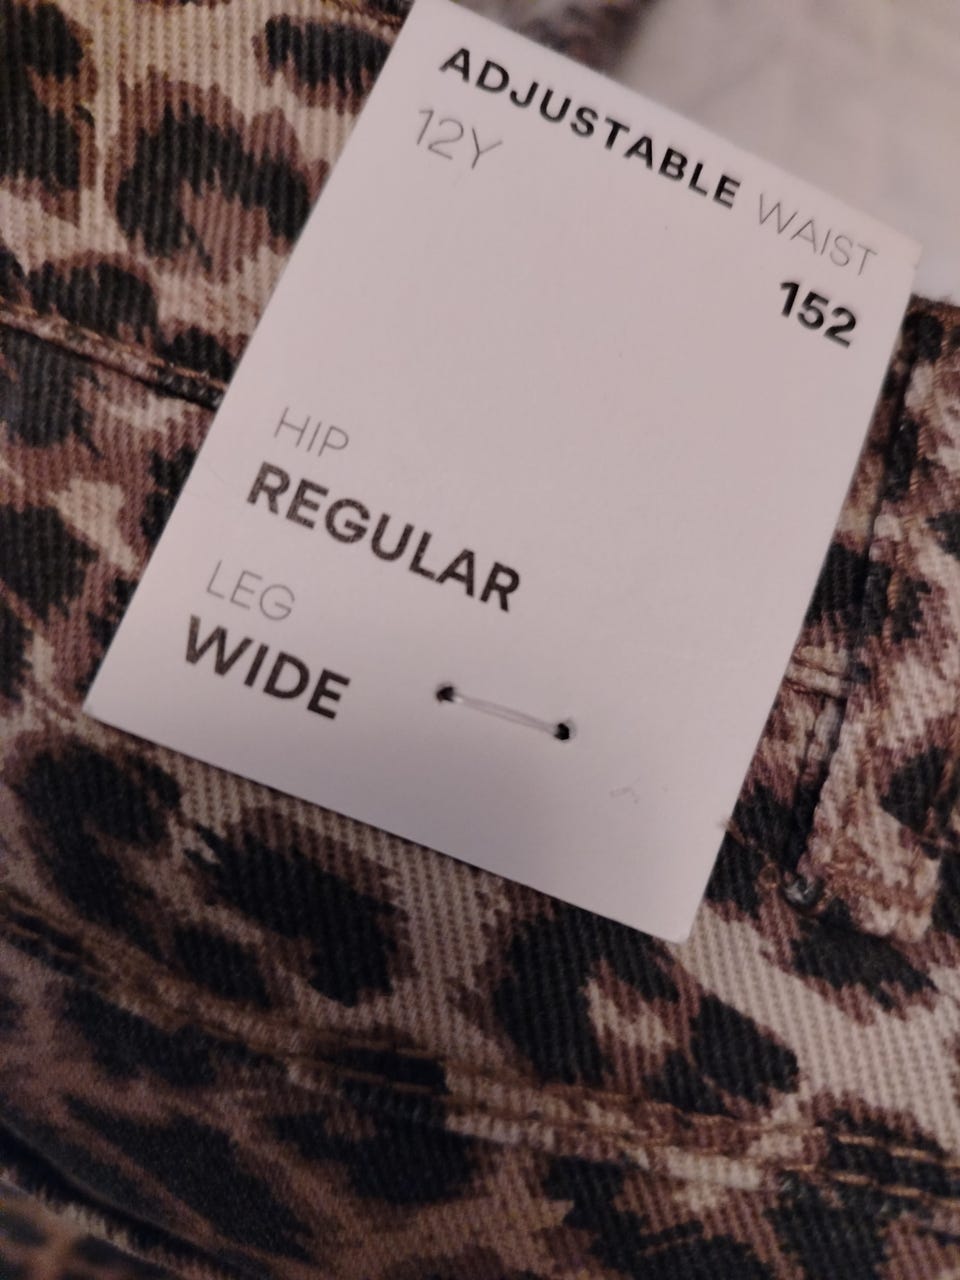 ADJUSTABLE WAIST
12Y
152
HIP
REGULAR
LEG
WIDE